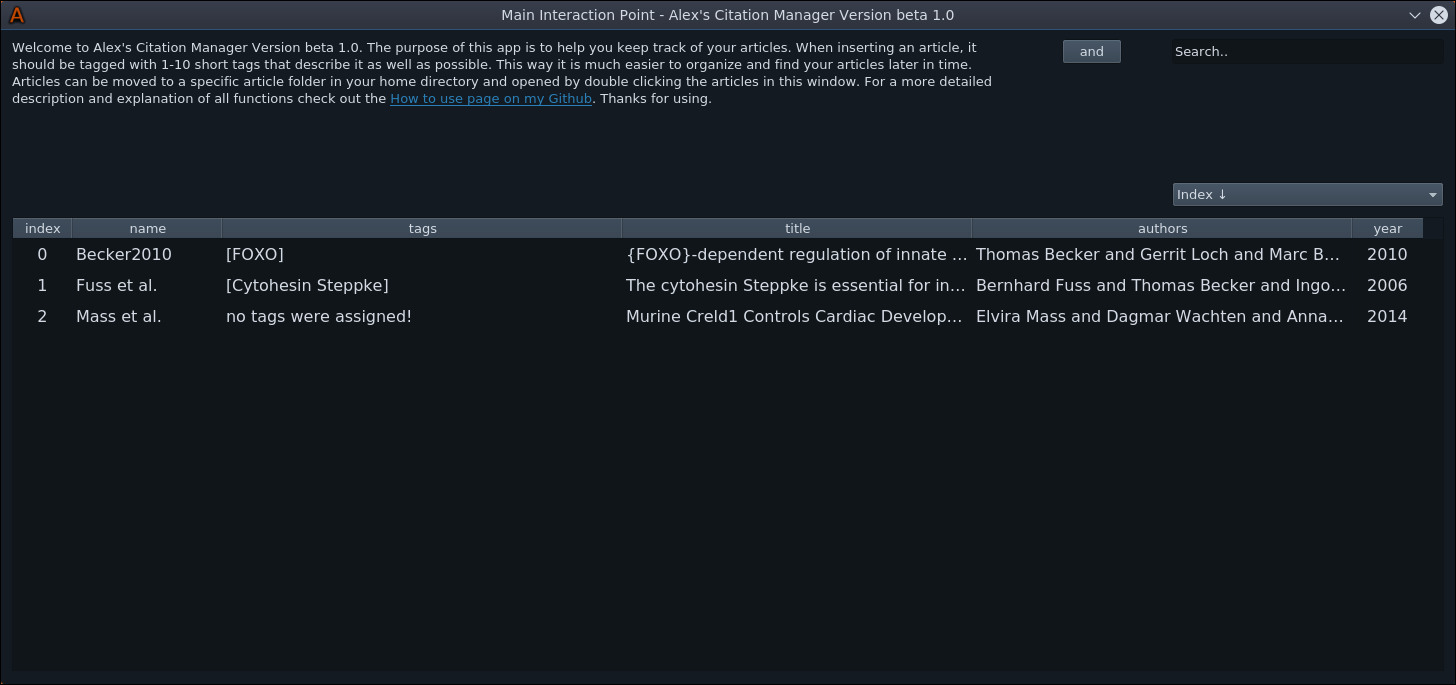 Main Interaction Point - Alex's Citation Manager Version beta 1.0
Welcome to Alex's Citation Manager Version beta 1.0. The purpose of this app is to help you keep track of your articles. When inserting an article, it
should be tagged with 1-10 short tags that describe it as well as possible. This way it is much easier to organize and find your articles later in time.
Articles can be moved to a specific article folder in your home directory and opened by double clicking the articles in this window. For a more detailed
description and explanation of all functions check out the How to use page on my Github. Thanks for using.
and
Search..
Index ↓
index name tags title authors year
0 Becker2010 [FOXO] {FOXO}-dependent regulation of innate ... Thomas Becker and Gerrit Loch and Marc B... 2010
1 Fuss et al. [Cytohesin Steppke] The cytohesin Steppke is essential for in... Bernhard Fuss and Thomas Becker and Ingo... 2006
2 Mass et al. no tags were assigned! Murine Creld1 Controls Cardiac Develop... Elvira Mass and Dagmar Wachten and Anna... 2014